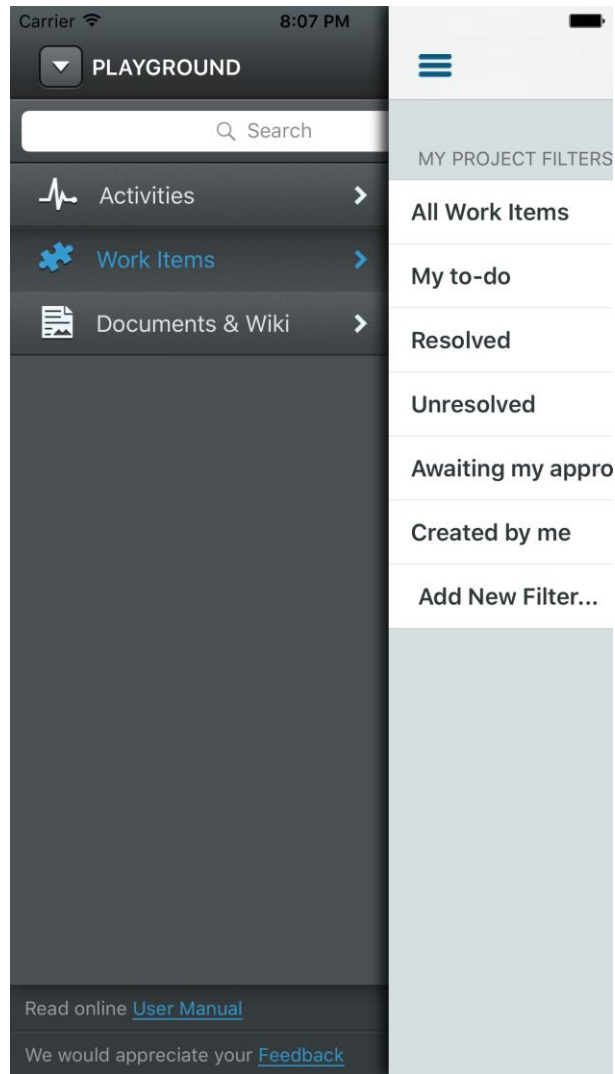 Carrier 8:07 PM
PLAYGROUND
Search
Activities
Work Items
Documents & Wiki
Read online User Manual
We would appreciate your Feedback
MY PROJECT FILTERS
All Work Items
My to-do
Resolved
Unresolved
Awaiting my appro
Created by me
Add New Filter...